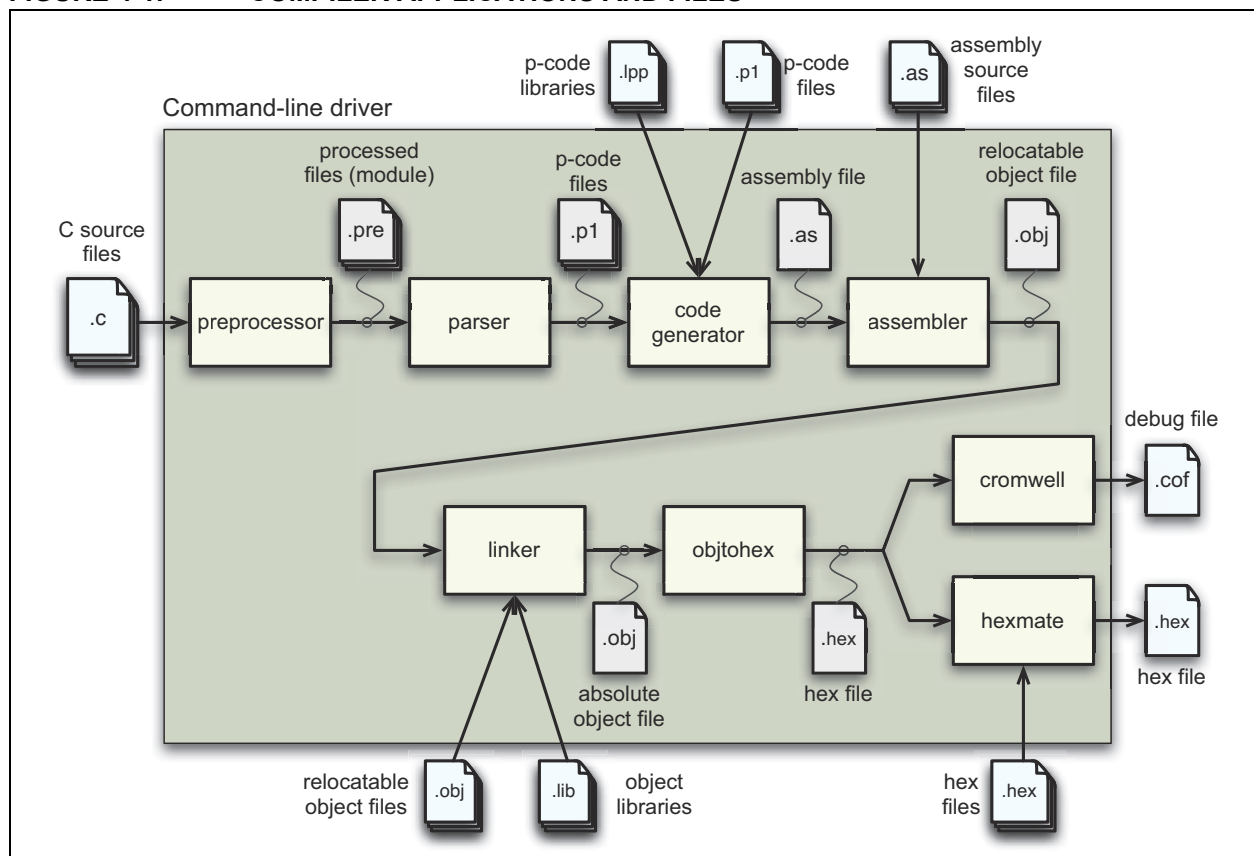 p-code
libraries
.lpp
.p1
p-code
files
.as
assembly
source
files
Command-line driver
processed
files (module)
.pre
p-code
files
.p1
assembly file
.as
relocatable
object file
.obj
C source
files
.c
preprocessor
parser
code
generator
assembler
debug file
cromwell
.cof
linker
objtohex
hexmate
.hex
hex file
.obj
absolute
object file
.hex
hex file
relocatable
object files
.obj
.lib
object
libraries
hex
files
.hex